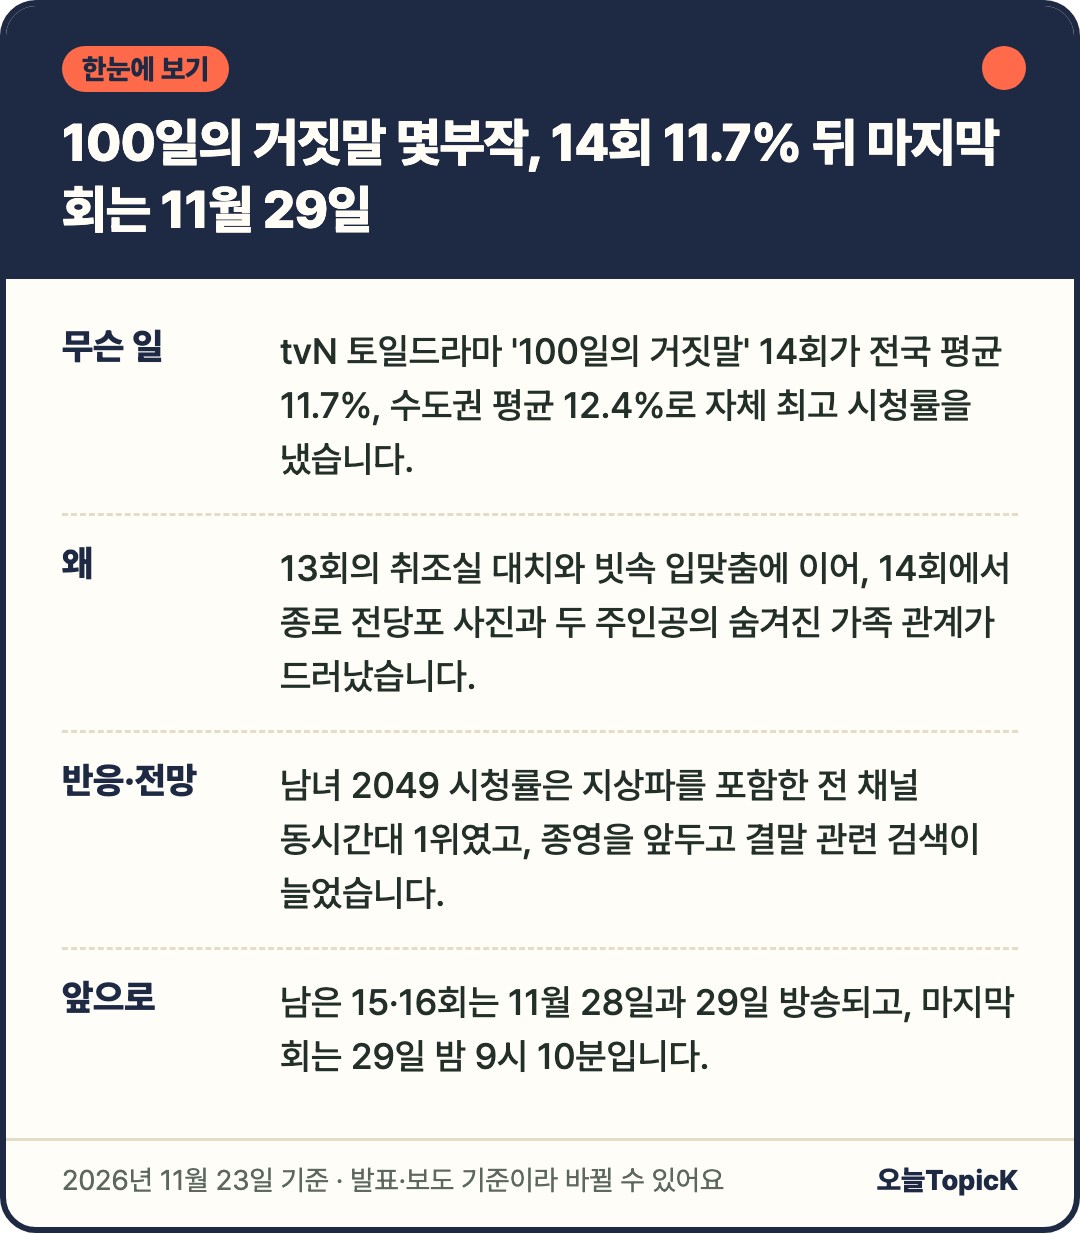 한눈에 보기
100일의 거짓말 몇부작, 14회 11.7% 뒤 마지막
회는 11월 29일
무슨 일
tvN 토일드라마 '100일의 거짓말' 14회가 전국 평균
11.7%, 수도권 평균 12.4%로 자체 최고 시청률을
냈습니다.
왜
13회의 취조실 대치와 빗속 입맞춤에 이어, 14회에서
종로 전당포 사진과 두 주인공의 숨겨진 가족 관계가
드러났습니다.
반응·전망
남녀 2049 시청률은 지상파를 포함한 전 채널
동시간대 1위였고, 종영을 앞두고 결말 관련 검색이
늘었습니다.
앞으로
남은 15·16회는 11월 28일과 29일 방송되고, 마지막
회는 29일 밤 9시 10분입니다.
2026년 11월 23일 기준 · 발표·보도 기준이라 바뀔 수 있어요
오늘TopicK